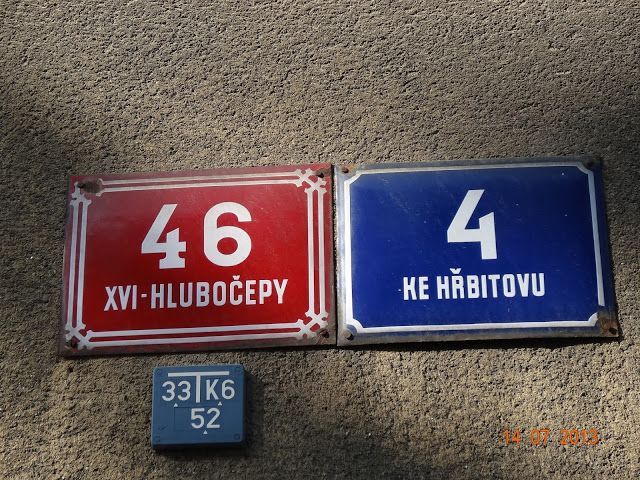 46
XVI-HLUBOČEPY
4
KE HŘBITOVU
33 K6
52
14 07 2013